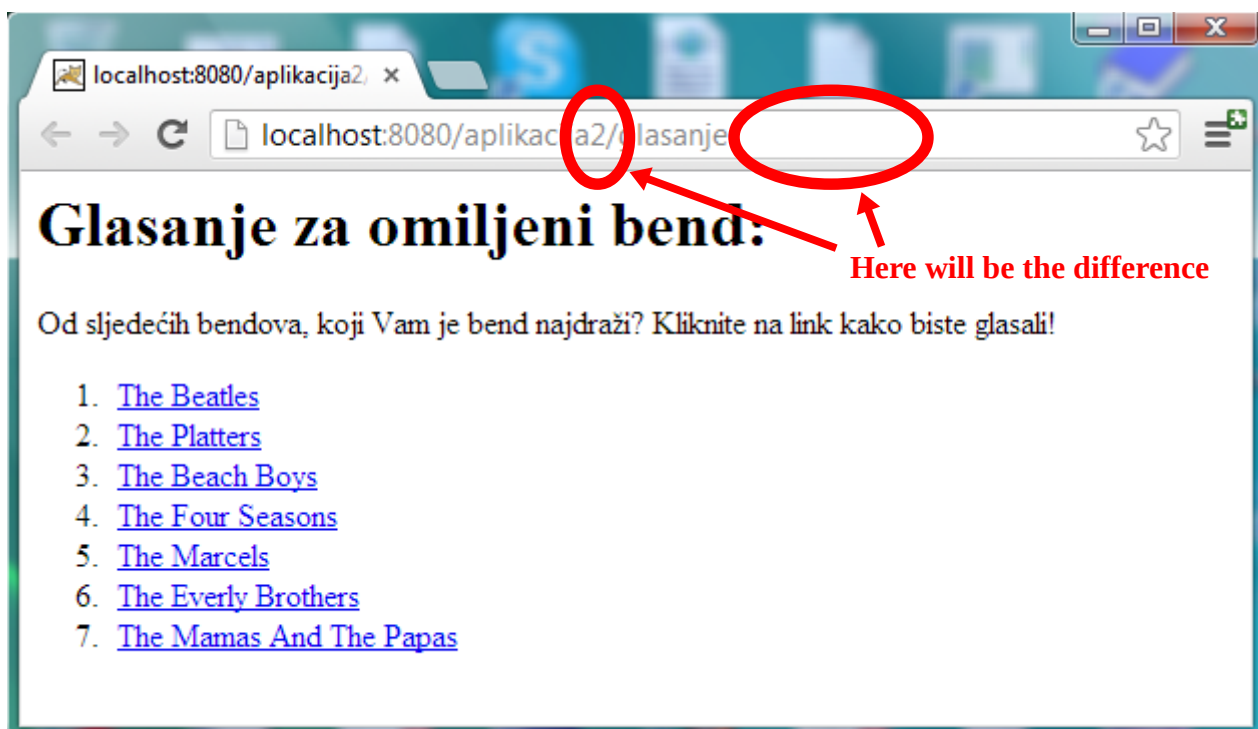 localhost:8080/aplikacija2/
localhost:8080/aplikacija2/glasanje
Glasanje za omiljeni bend:
Here will be the difference
Od sljedećih bendova, koji Vam je bend najdraži? Kliknite na link kako biste glasali!
1. The Beatles
2. The Platters
3. The Beach Boys
4. The Four Seasons
5. The Marcels
6. The Everly Brothers
7. The Mamas And The Papas